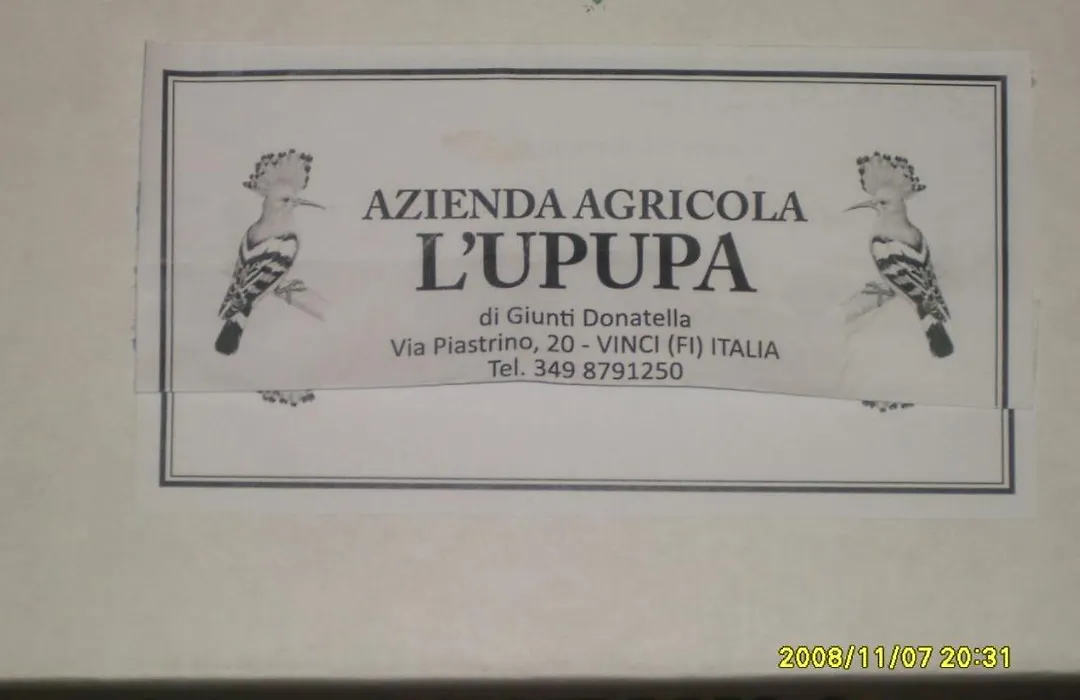 AZIENDA AGRICOLA
L'UPUPA
di Giunti Donatella
Via Piastrino, 20 - VINCI (FI) ITALIA
Tel. 349 8791250
2008/11/07 20:31